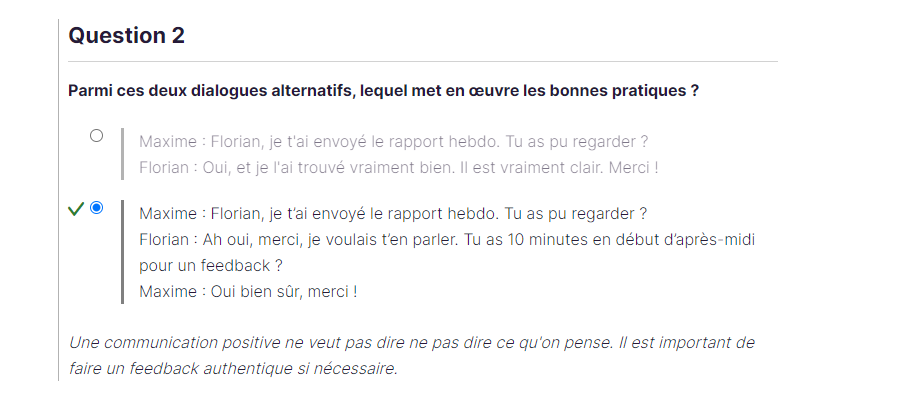 Question 2
Parmi ces deux dialogues alternatifs, lequel met en œuvre les bonnes pratiques ?
Maxime : Florian, je t'ai envoyé le rapport hebdo. Tu as pu regarder ?
Florian : Oui, et je l'ai trouvé vraiment bien. Il est vraiment clair. Merci !
Maxime : Florian, je t’ai envoyé le rapport hebdo. Tu as pu regarder ?
Florian : Ah oui, merci, je voulais t’en parler. Tu as 10 minutes en début d’après-midi
pour un feedback ?
Maxime : Oui bien sûr, merci !
Une communication positive ne veut pas dire ne pas dire ce qu'on pense. Il est important de
faire un feedback authentique si nécessaire.